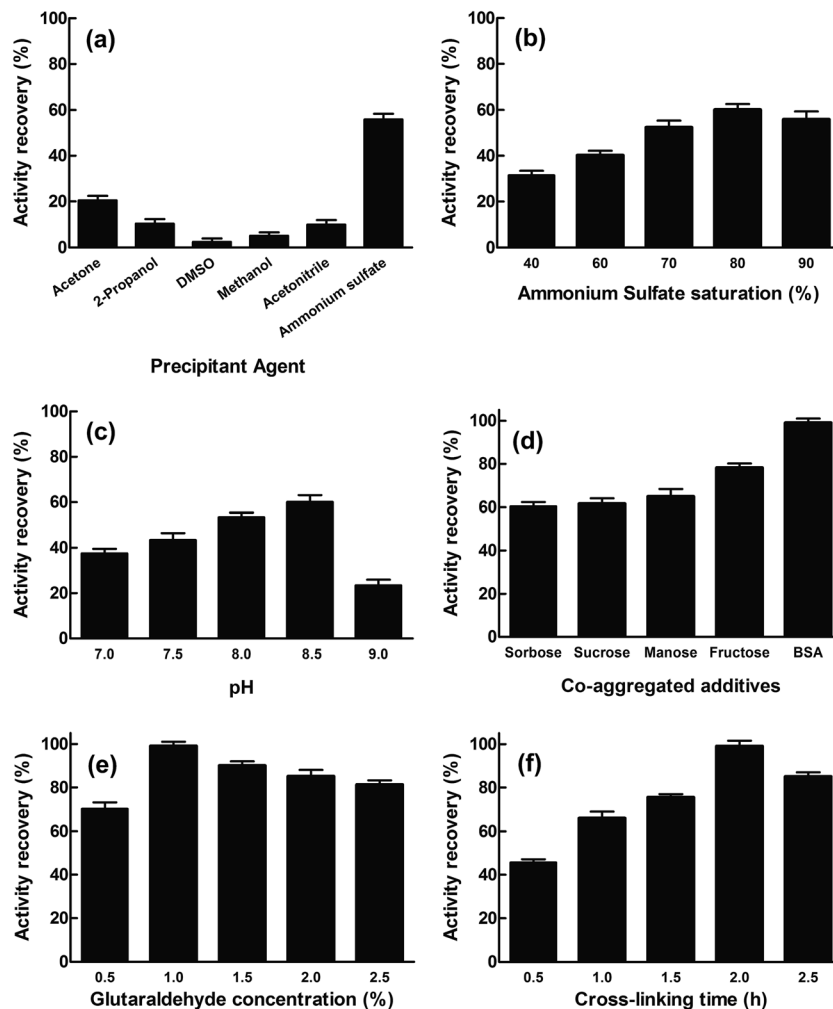 (a)
Activity recovery (%)
100
80
60
40
20
0
Acetone
2-Propanol
DMSO
Methanol
Acetonitrile
Ammonium sulfate
Precipitant Agent
(b)
Activity recovery (%)
100
80
60
40
20
0
40 60 70 80 90
Ammonium Sulfate saturation (%)
(c)
Activity recovery (%)
100
80
60
40
20
0
7.0 7.5 8.0 8.5 9.0
pH
(d)
Activity recovery (%)
100
80
60
40
20
0
Sorbose Sucrose Manose Fructose BSA
Co-aggregated additives
(e)
Activity recovery (%)
100
80
60
40
20
0
0.5 1.0 1.5 2.0 2.5
Glutaraldehyde concentration (%)
(f)
Activity recovery (%)
100
80
60
40
20
0
0.5 1.0 1.5 2.0 2.5
Cross-linking time (h)